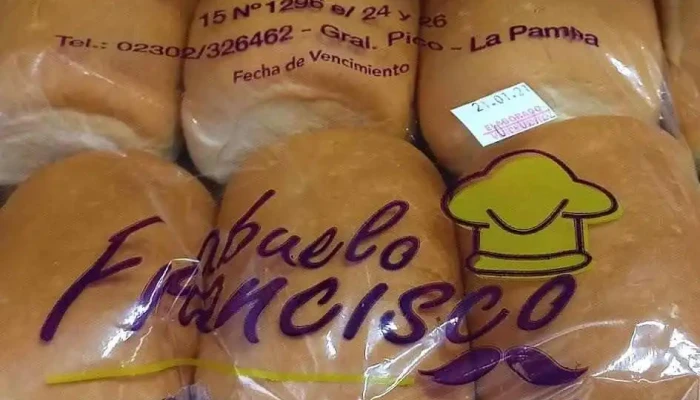 15 Nº 1296 e/ 24 y 26
Tel.: 02302/326462 - Gral. Pico - La Pampa
Fecha de Vencimiento
21.01.21
ELABORADO
Abuelo
Francisco